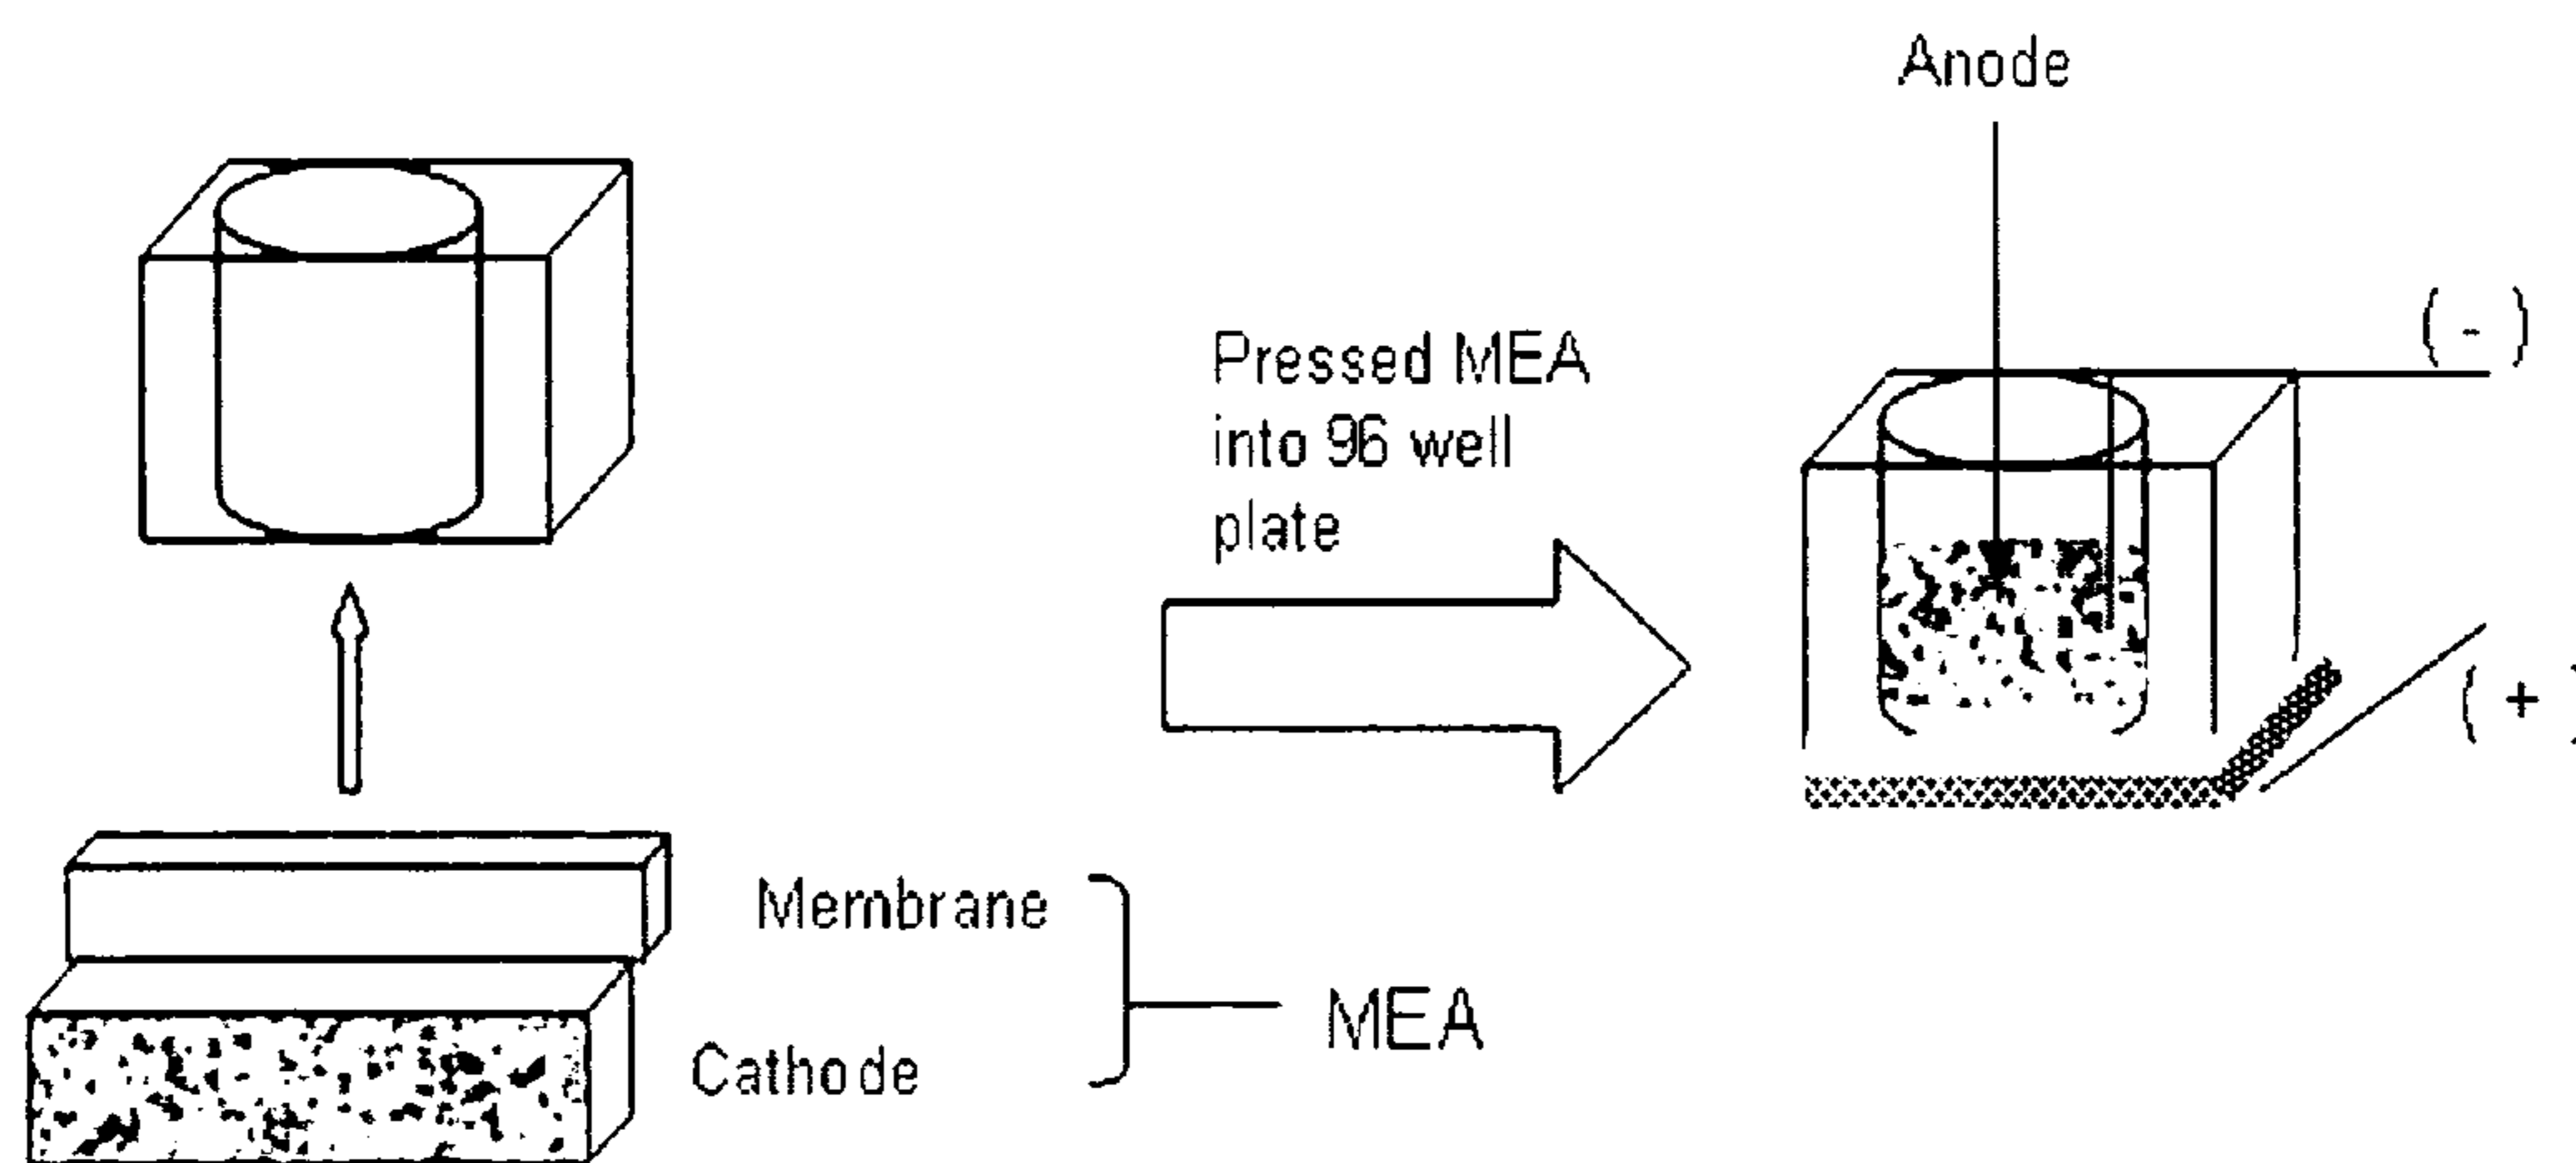 Anode
( - )
Pressed MEA
into 96 well
plate
( + )
Membrane
MEA
Cathode